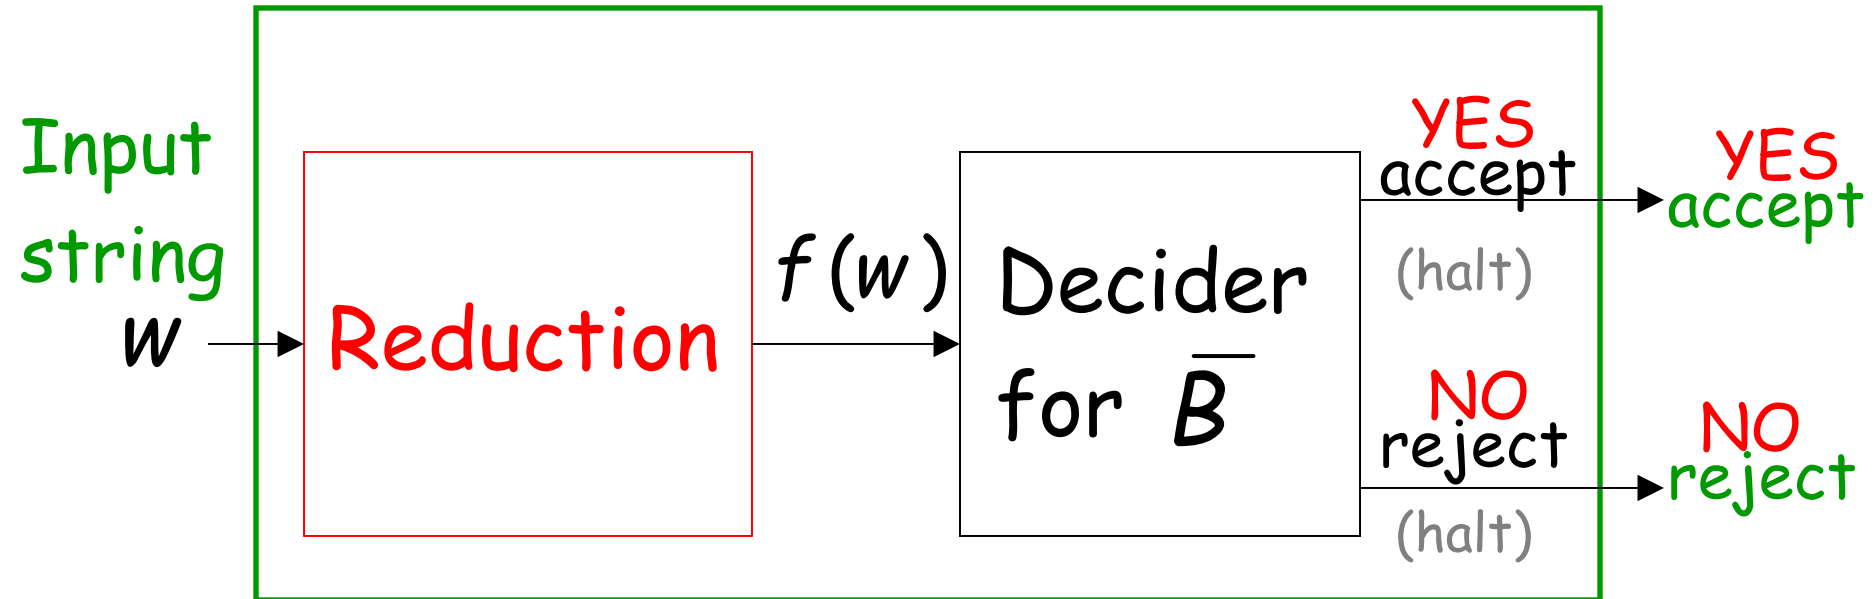 Input
string
w
Reduction
f(w)
Decider
for B̅
YES
accept
(halt)
NO
reject
(halt)
YES
accept
NO
reject